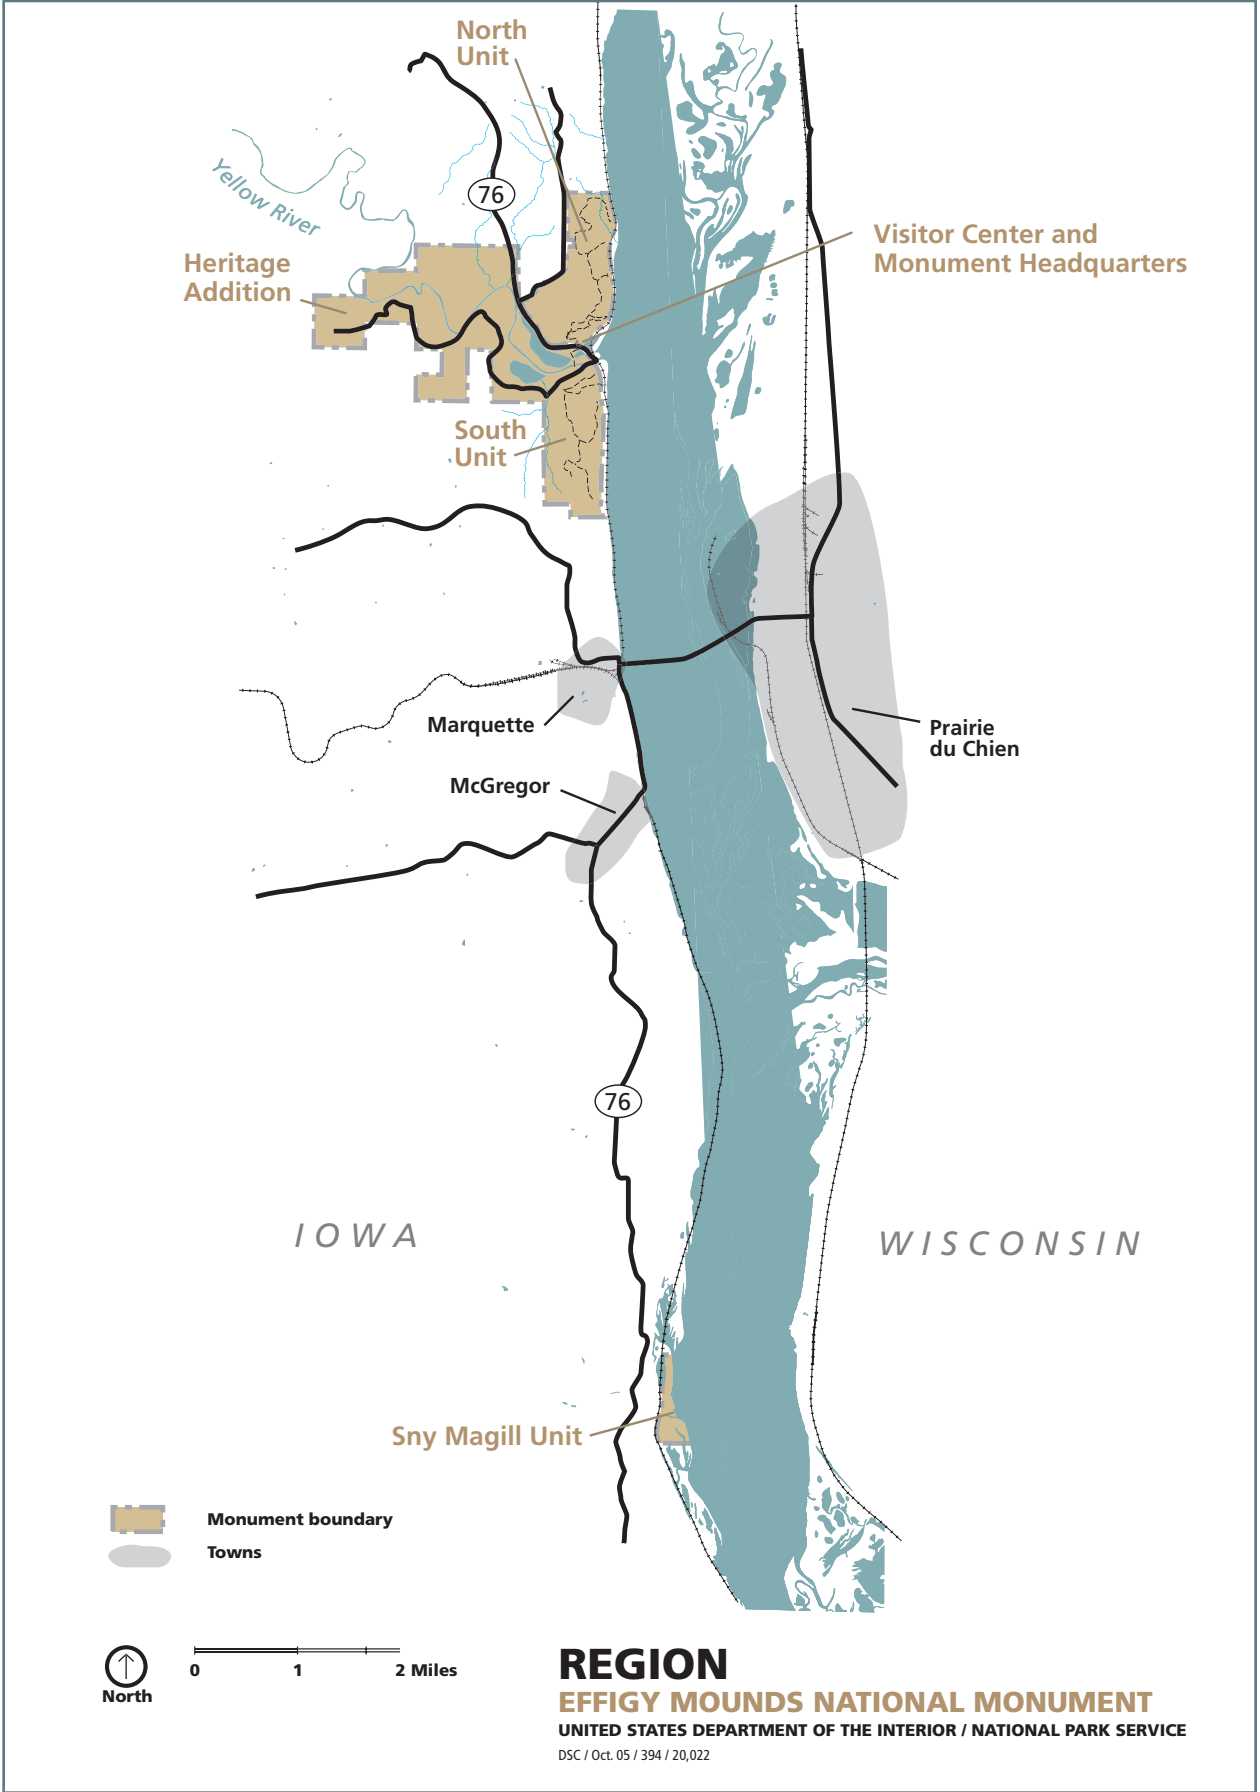 North
Unit
76
Yellow River
Visitor Center and
Monument Headquarters
Heritage
Addition
South
Unit
Marquette
Prairie
du Chien
McGregor
76
IOWA
WISCONSIN
Sny Magill Unit
Monument boundary
Towns
North
0
1
2 Miles
REGION
EFFIGY MOUNDS NATIONAL MONUMENT
UNITED STATES DEPARTMENT OF THE INTERIOR / NATIONAL PARK SERVICE
DSC / Oct. 05 / 394 / 20,022